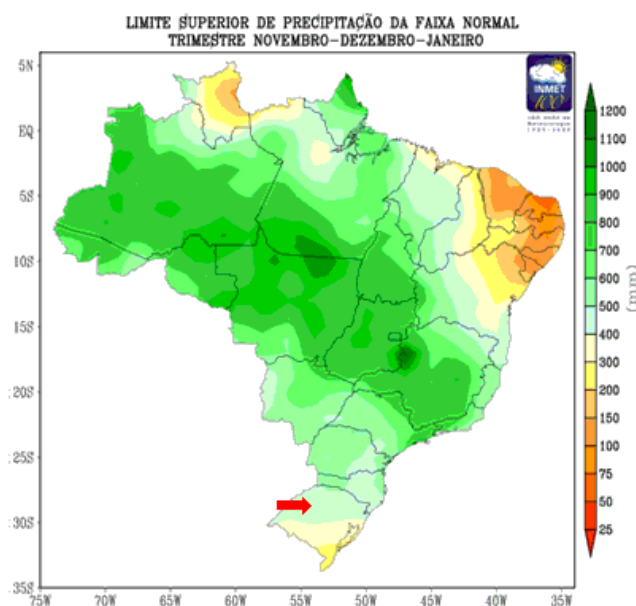 LIMITE SUPERIOR DE PRECIPITAÇÃO DA FAIXA NORMAL
TRIMESTRE NOVEMBRO-DEZEMBRO-JANEIRO
INMET
100
5N
EQ
5S
10S
15S
20S
25S
30S
35S
75W
70W
65W
60W
55W
50W
45W
40W
35W
1200
1000
900
800
700
600
500
400
300
200
150
100
75
50
25
(mm)